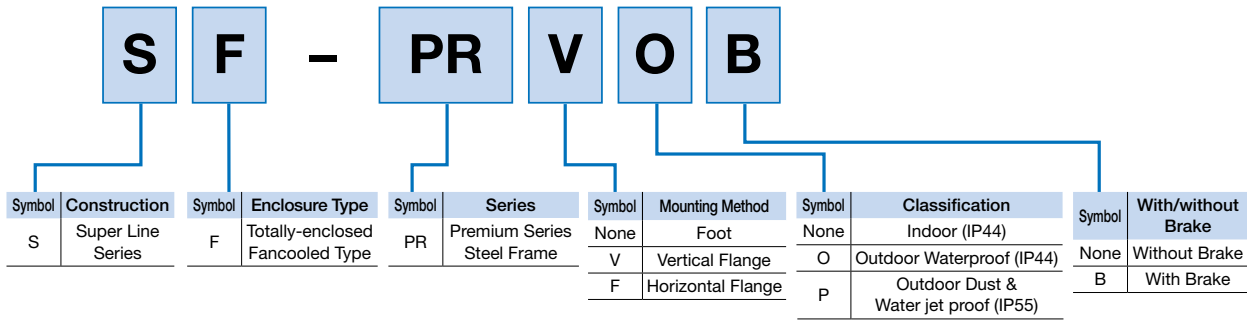 S F – PR V O B
Symbol Construction
S Super Line
Series
Symbol Enclosure Type
F Totally-enclosed
Fancooled Type
Symbol Series
PR Premium Series
Steel Frame
Symbol Mounting Method
None Foot
V Vertical Flange
F Horizontal Flange
Symbol Classification
None Indoor (IP44)
O Outdoor Waterproof (IP44)
P Outdoor Dust &
Water jet proof (IP55)
Symbol With/without
Brake
None Without Brake
B With Brake